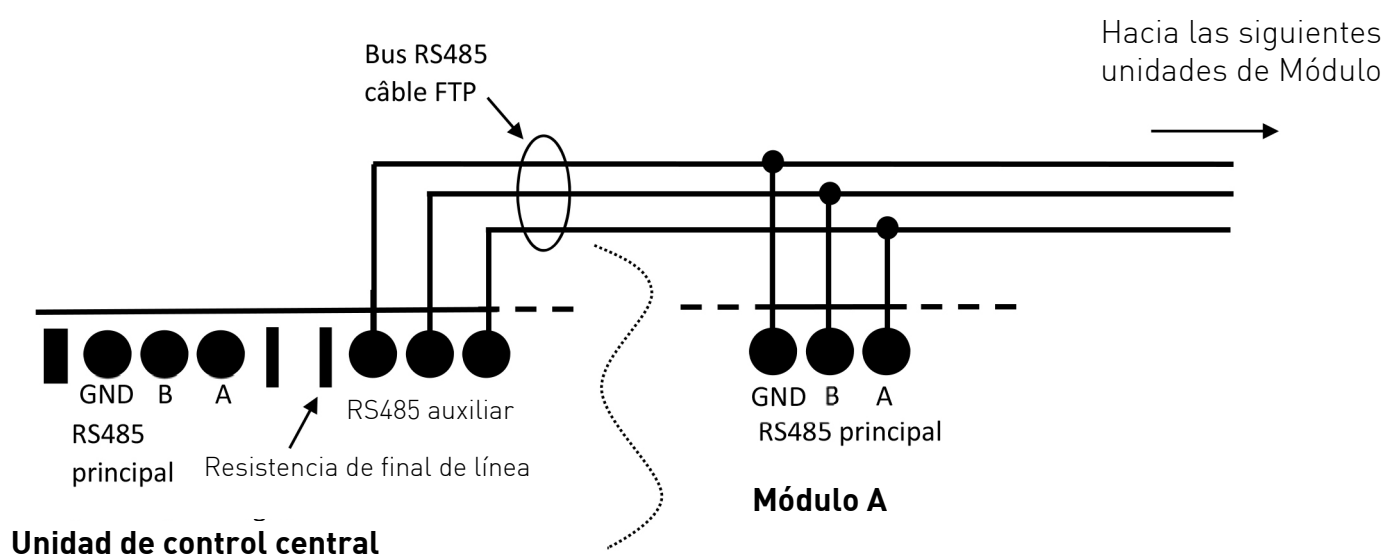 Hacia las siguientes
unidades de Módulo
Bus RS485
câble FTP
GND B A
RS485 auxiliar
RS485
principal
Resistencia de final de línea
GND B A
RS485 principal
Módulo A
Unidad de control central